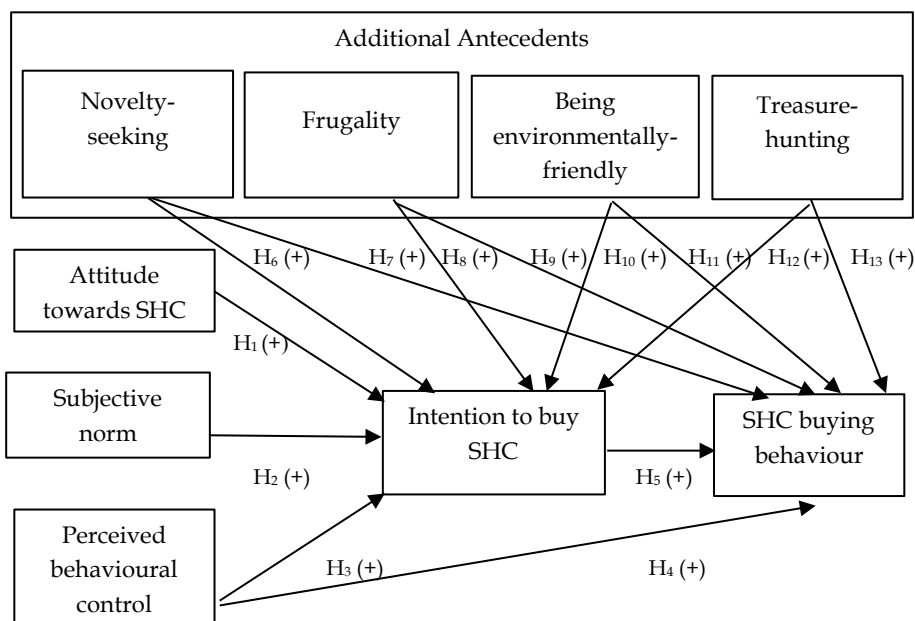 Additional Antecedents
Novelty-
seeking
Frugality
Being
environmentally-
friendly
Treasure-
hunting
H₆ (+)
H₇ (+)
H₈ (+)
H₉ (+)
H₁₀ (+)
H₁₁ (+)
H₁₂ (+)
H₁₃ (+)
Attitude
towards SHC
H₁ (+)
Subjective
norm
Intention to buy
SHC
SHC buying
behaviour
H₂ (+)
H₅ (+)
Perceived
behavioural
control
H₃ (+)
H₄ (+)